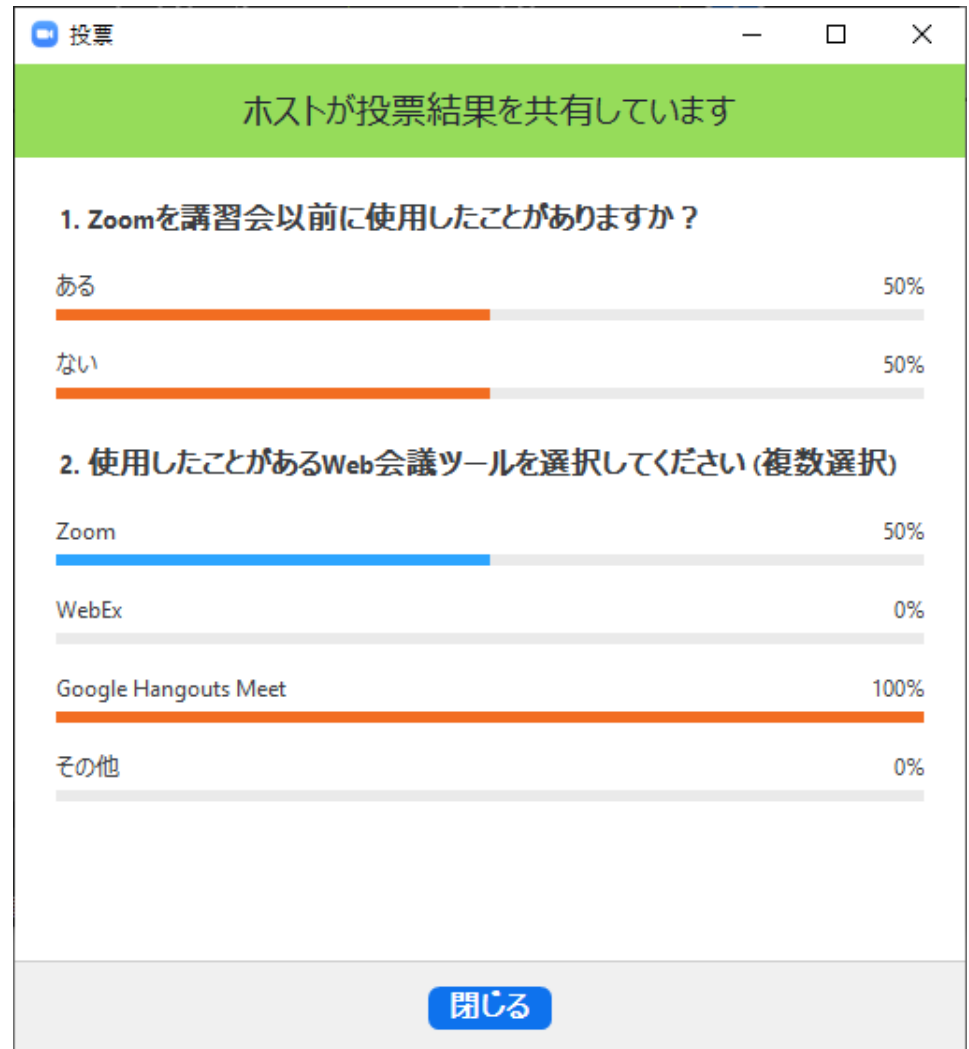 投票
ホストが投票結果を共有しています
1. Zoomを講習会以前に使用したことがありますか？
ある 50%
ない 50%
2. 使用したことがあるWeb会議ツールを選択してください (複数選択)
Zoom 50%
WebEx 0%
Google Hangouts Meet 100%
その他 0%
閉じる